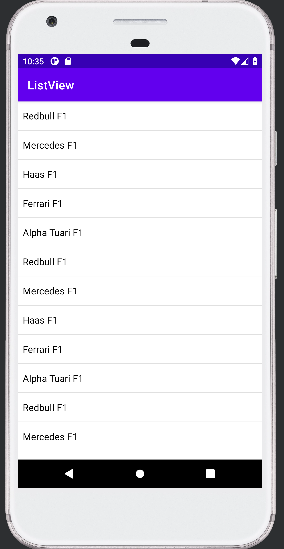 10:35
ListView
Redbull F1
Mercedes F1
Haas F1
Ferrari F1
Alpha Tuari F1
Redbull F1
Mercedes F1
Haas F1
Ferrari F1
Alpha Tuari F1
Redbull F1
Mercedes F1